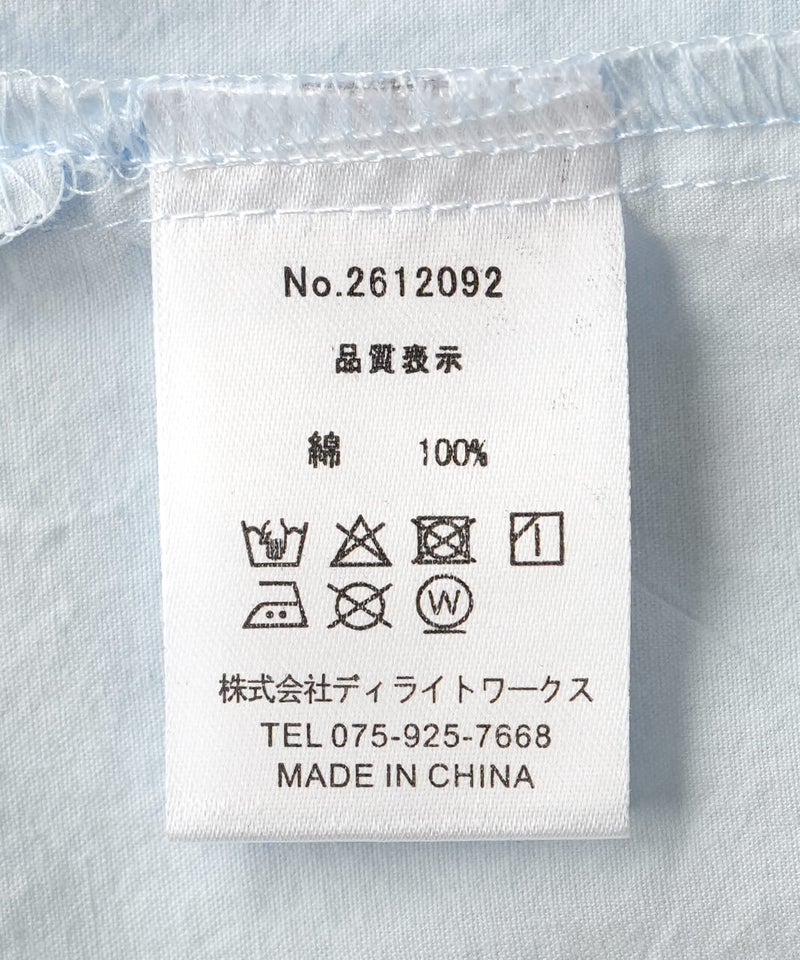 No.2612092
品質表示
綿 100%
W
株式会社ディライトワークス
TEL 075-925-7668
MADE IN CHINA